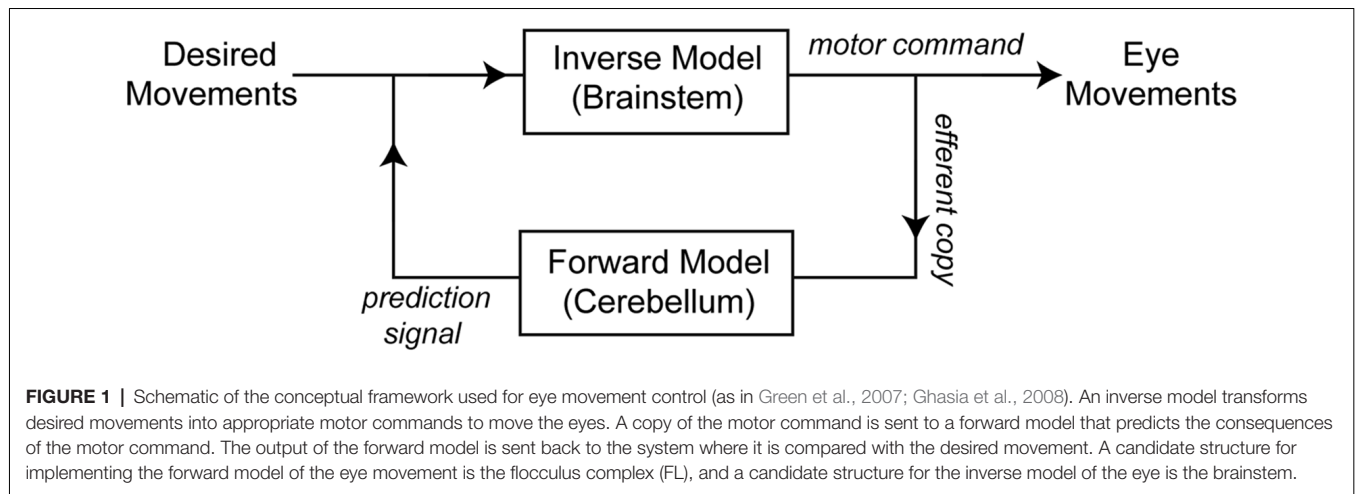 Desired
Movements
Inverse Model
(Brainstem)
motor command
Eye
Movements
efferent copy
Forward Model
(Cerebellum)
prediction
signal
FIGURE 1 | Schematic of the conceptual framework used for eye movement control (as in Green et al., 2007; Ghasia et al., 2008). An inverse model transforms
desired movements into appropriate motor commands to move the eyes. A copy of the motor command is sent to a forward model that predicts the consequences
of the motor command. The output of the forward model is sent back to the system where it is compared with the desired movement. A candidate structure for
implementing the forward model of the eye movement is the flocculus complex (FL), and a candidate structure for the inverse model of the eye is the brainstem.